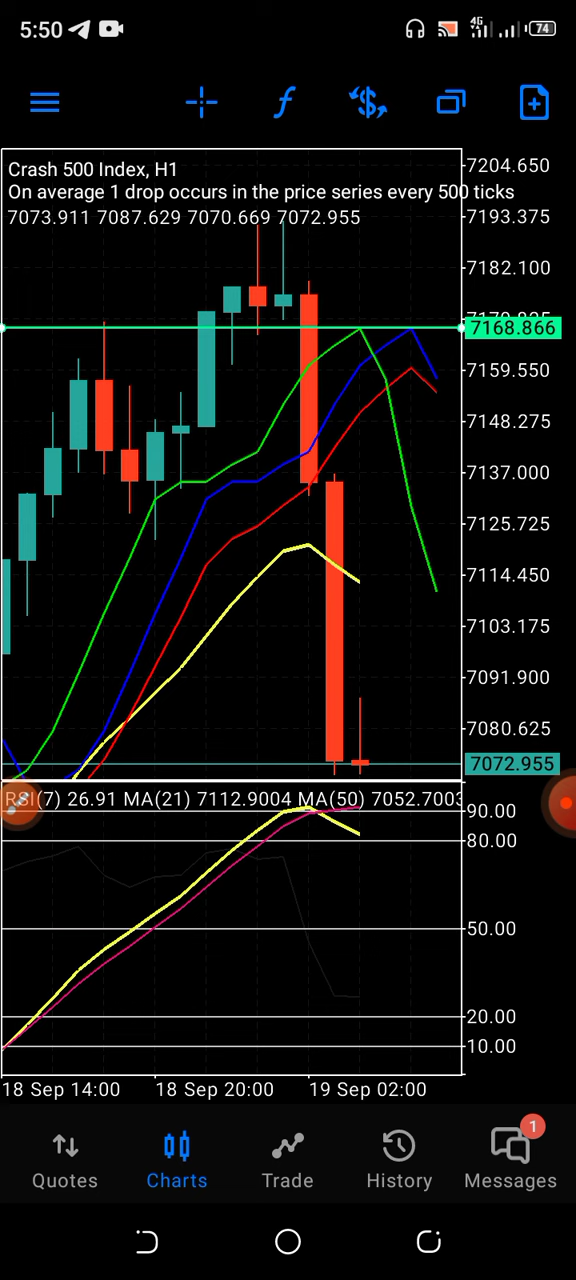 5:50
4G
74
Crash 500 Index, H1
On average 1 drop occurs in the price series every 500 ticks
7073.911 7087.629 7070.669 7072.955
7204.650
7193.375
7182.100
7168.866
7159.550
7148.275
7137.000
7125.725
7114.450
7103.175
7091.900
7080.625
7072.955
RSI(7) 26.91 MA(21) 7112.9004 MA(50) 7052.7003
90.00
80.00
50.00
20.00
10.00
18 Sep 14:00
18 Sep 20:00
19 Sep 02:00
1
Quotes
Charts
Trade
History
Messages